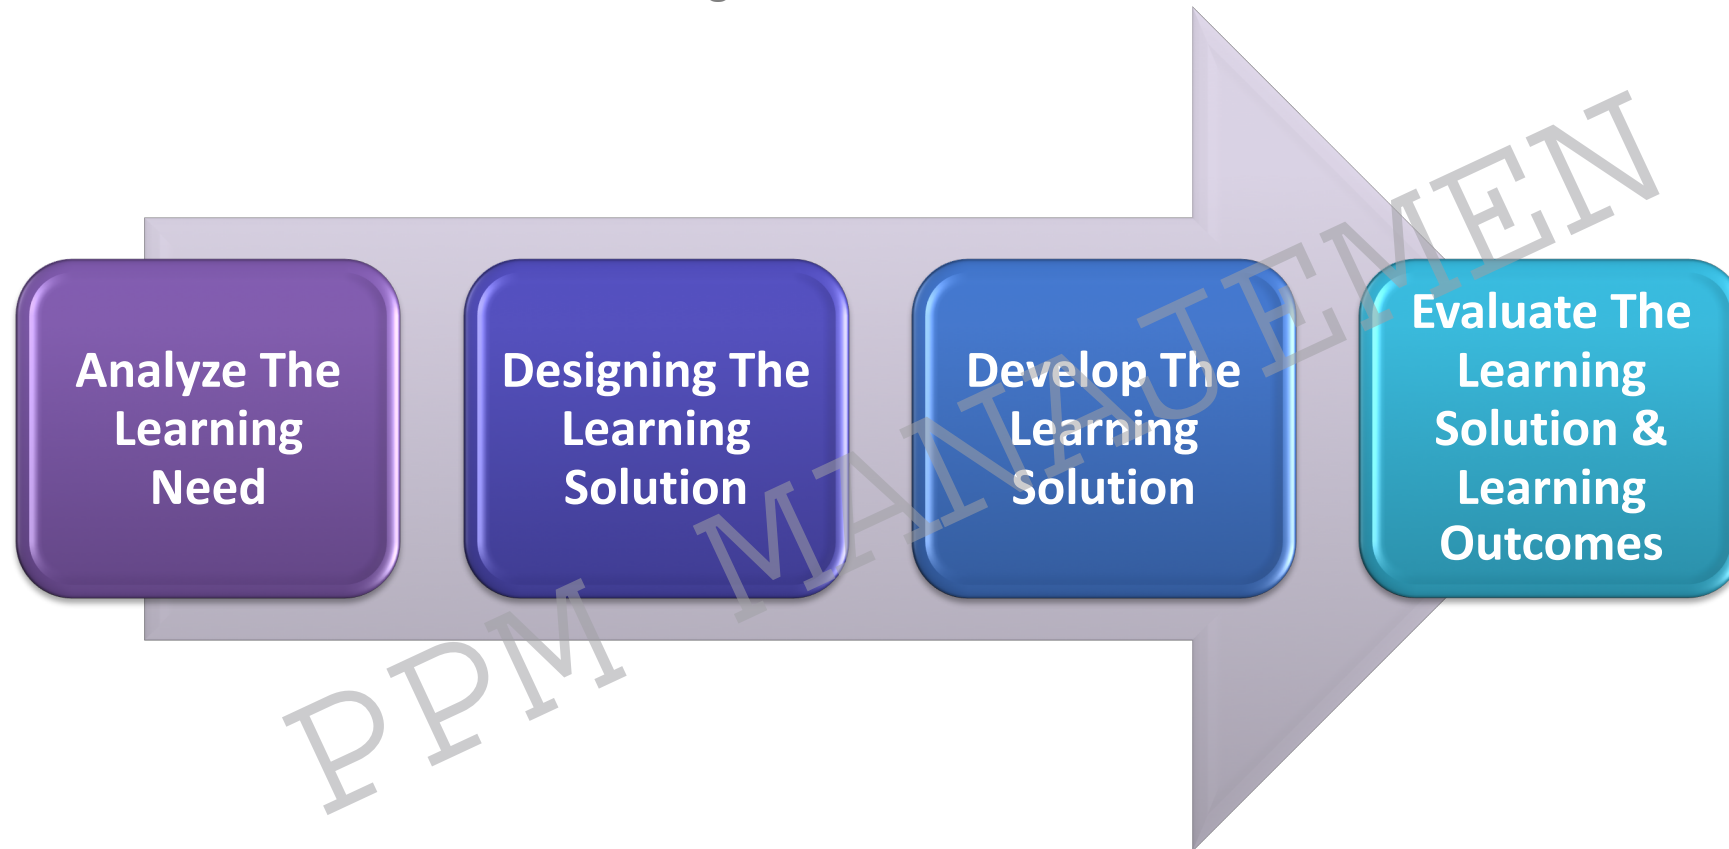 Analyze The
Learning
Need
Designing The
Learning
Solution
Develop The
Learning
Solution
Evaluate The
Learning
Solution &
Learning
Outcomes
PPM MANAJEMEN